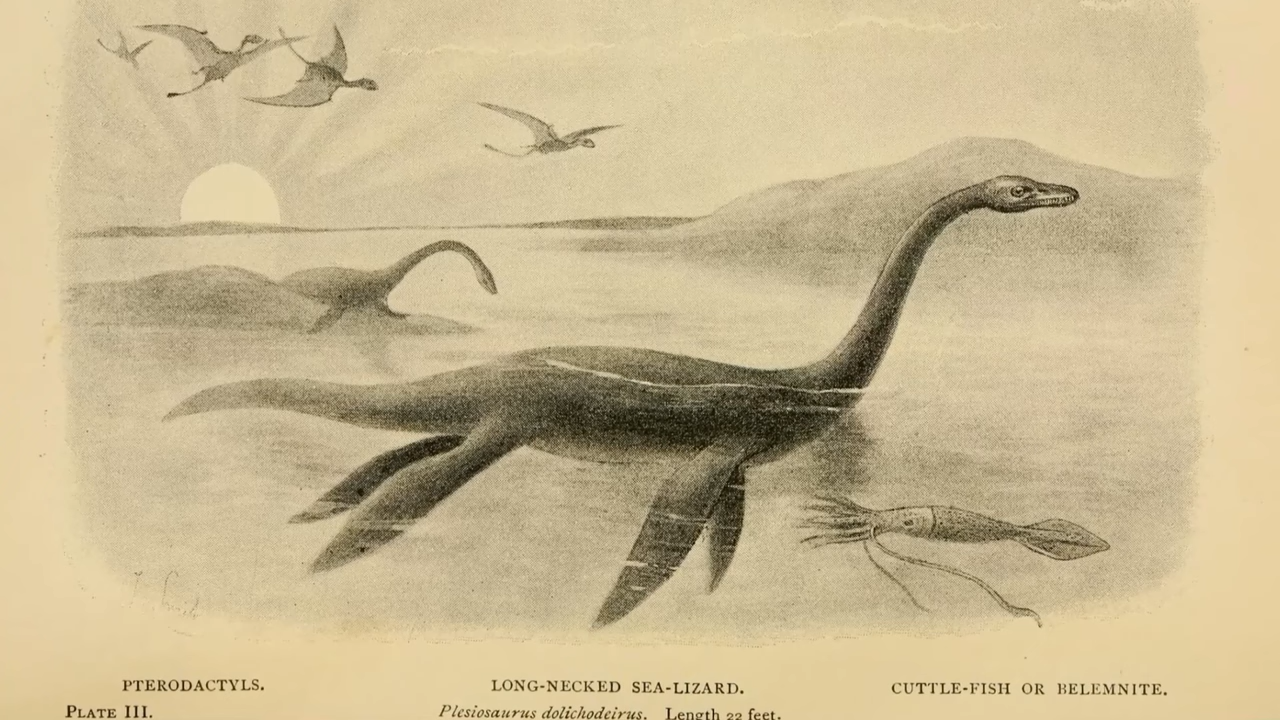 PTERODACTYLS. LONG-NECKED SEA-LIZARD. CUTTLE-FISH OR BELEMNITE.
PLATE III. Plesiosaurus dolichodeirus. Length 22 feet.